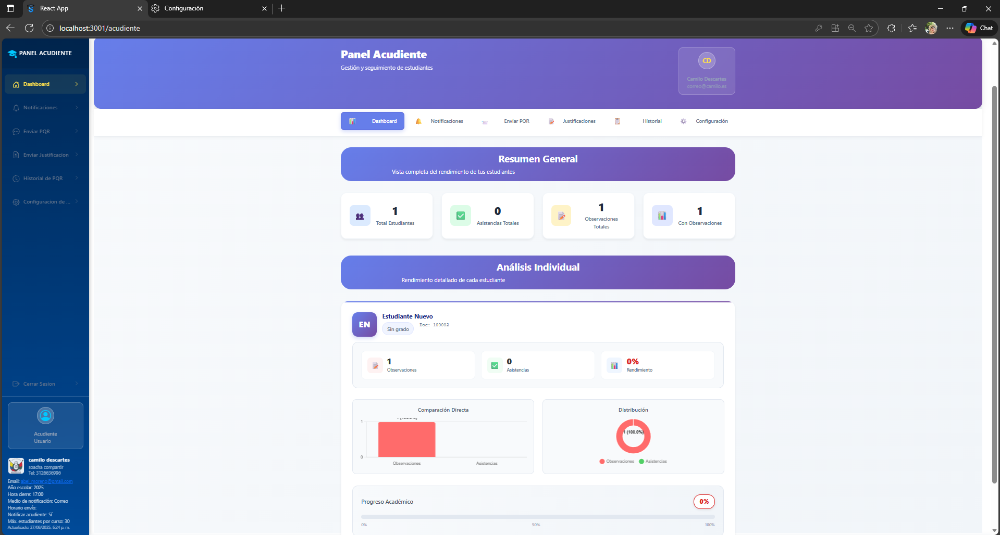 React App
Configuración
localhost:3001/acudiente
Chat
PANEL ACUDIENTE
Dashboard
Notificaciones
Enviar PQR
Enviar Justificacion
Historial de PQR
Configuracion de ...
Cerrar Sesion
Acudiente
Usuario
camilo descartes
soacha compartir
Tel: 3126636996
Email: abel_moreno@gmail.com
Año escolar: 2025
Hora cierre: 17:00
Medio de notificación: Correo
Horario envío:
Notificar acudiente: Sí
Máx. estudiantes por curso: 30
Actualizado: 27/08/2025, 6:24 p. m.
Panel Acudiente
Gestión y seguimiento de estudiantes
CD
Camilo Descartes
correo@camilo.es
Dashboard
Notificaciones
Enviar PQR
Justificaciones
Historial
Configuración
Resumen General
Vista completa del rendimiento de tus estudiantes
1
Total Estudiantes
0
Asistencias Totales
1
Observaciones
Totales
1
Con Observaciones
Análisis Individual
Rendimiento detallado de cada estudiante
EN
Estudiante Nuevo
Sin grado
Doc: 100002
1
Observaciones
0
Asistencias
0%
Rendimiento
Comparación Directa
1
0
Observaciones
Asistencias
Distribución
1 (100.0%)
Observaciones
Asistencias
Progreso Académico
0%
0%
50%
100%